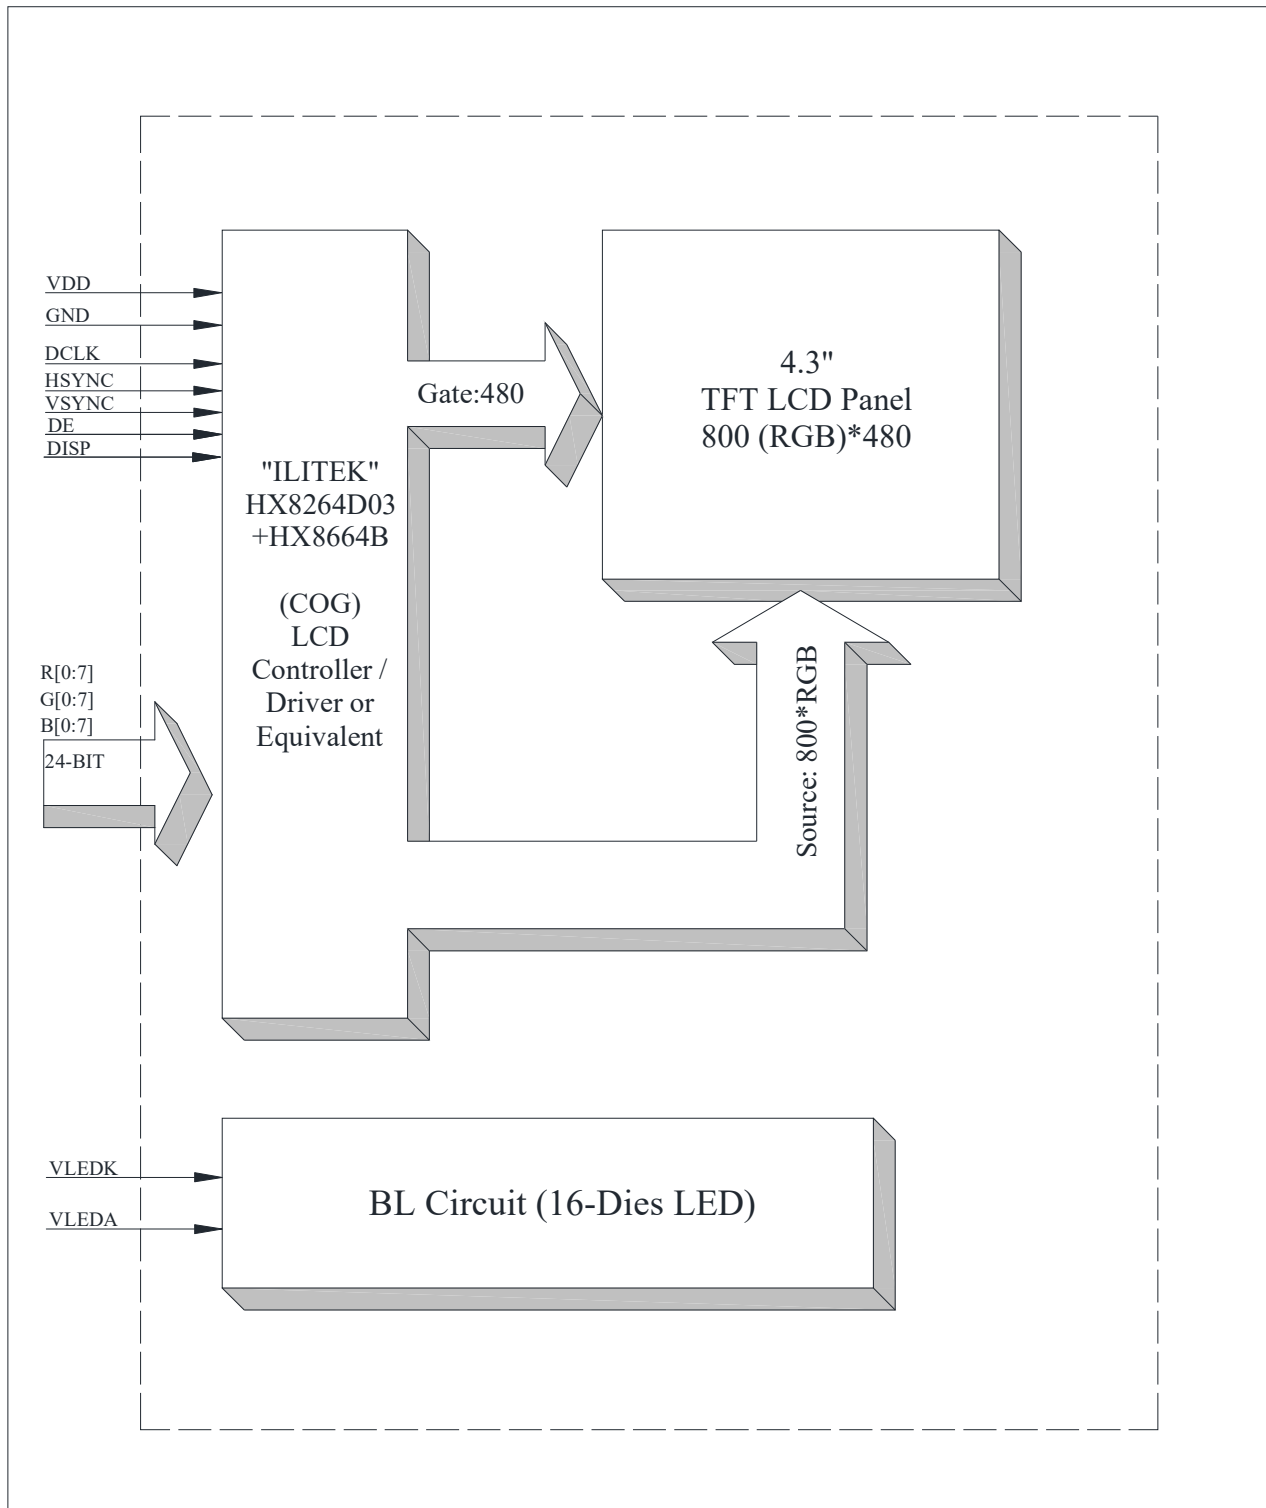 VDD
GND
DCLK
HSYNC
VSYNC
DE
DISP
Gate:480
4.3"
TFT LCD Panel
800 (RGB)*480
"ILITEK"
HX8264D03
+HX8664B
(COG)
LCD
Controller /
Driver or
Equivalent
R[0:7]
G[0:7]
B[0:7]
24-BIT
Source: 800*RGB
VLEDK
VLEDA
BL Circuit (16-Dies LED)